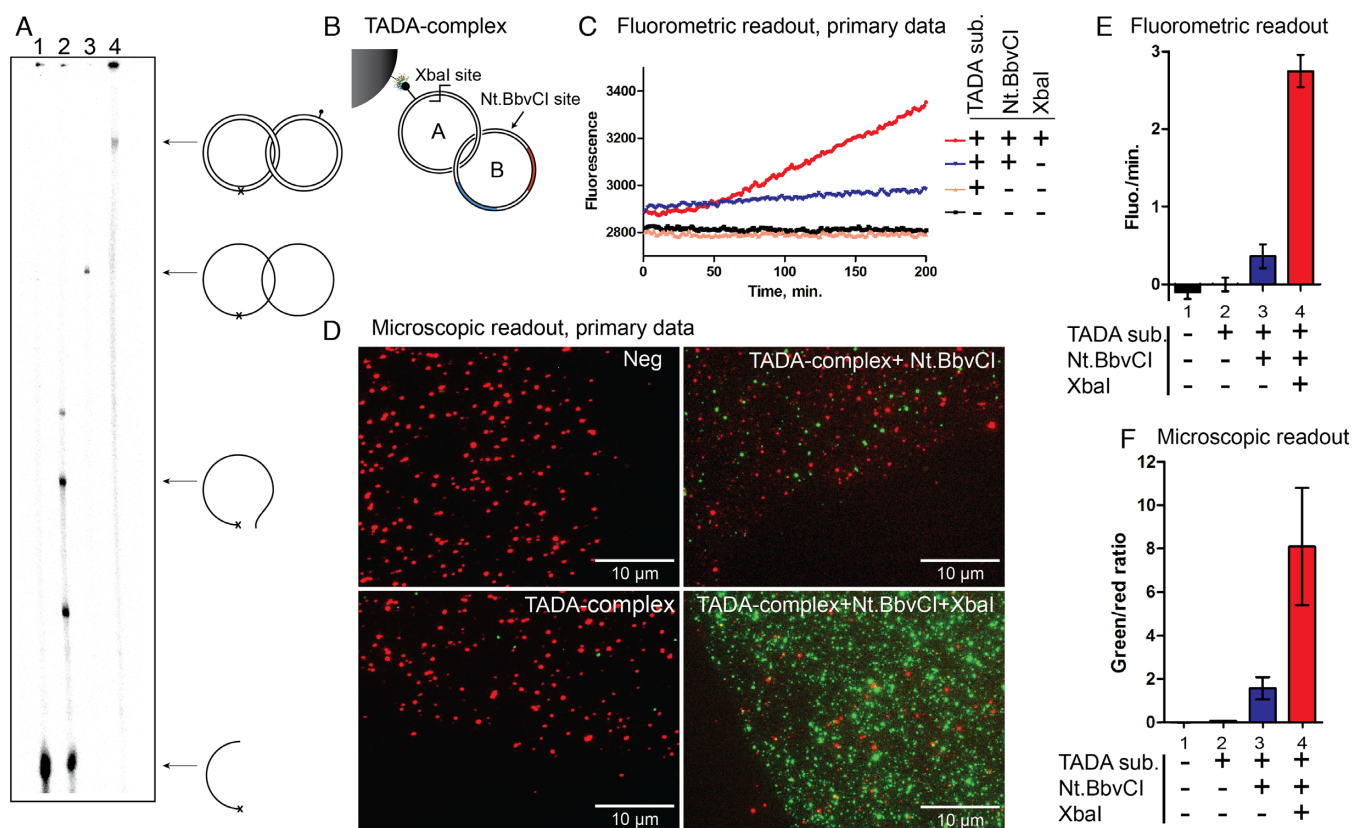 A
1 2 3 4
x
x
x
x
B TADA-complex
XbaI site
Nt.BbvCI site
A
B
C Fluorometric readout, primary data
Fluorescence
3400
3200
3000
2800
0 50 100 150 200
Time, min.
TADA sub.
Nt.BbvCI
XbaI
+ + +
+ + -
+ - -
- - -
D Microscopic readout, primary data
Neg
10 µm
TADA-complex+ Nt.BbvCI
10 µm
TADA-complex
10 µm
TADA-complex+Nt.BbvCI+XbaI
10 µm
E Fluorometric readout
Fluo./min.
3
2
1
0
1 2 3 4
TADA sub. - + + +
Nt.BbvCI - - + +
XbaI - - - +
F Microscopic readout
Green/red ratio
12
10
8
6
4
2
0
1 2 3 4
TADA sub. - + + +
Nt.BbvCI - - + +
XbaI - - - +